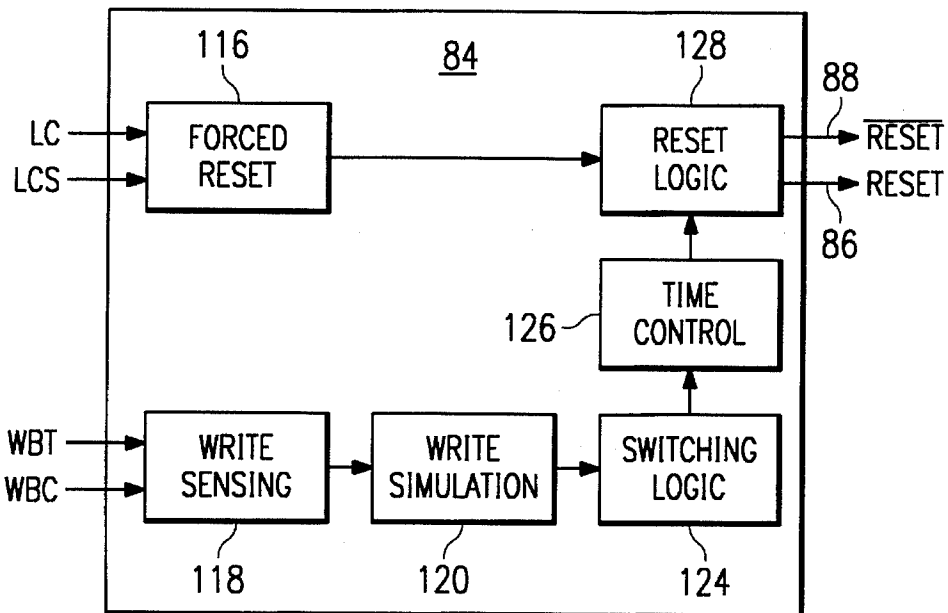 116
84
128
88
LC
LCS
FORCED
RESET
RESET
LOGIC
R̅E̅S̅E̅T̅
RESET
86
126
TIME
CONTROL
WBT
WBC
WRITE
SENSING
WRITE
SIMULATION
SWITCHING
LOGIC
118
120
124